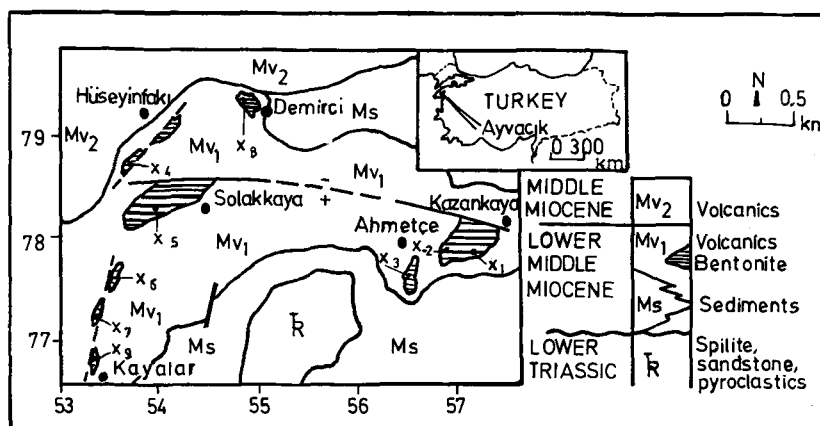 Mv2
Hüseyinfakı
Demirci
Ms
TURKEY
Ayvacık
0 300
km
N
0 0.5
km
79
Mv2
x4
Mv1
x8
Mv1
Solakkaya
-
+
Kazankaya
Ahmetçe
78
x5
Mv1
x3
x2
x1
x6
x7
Mv1
x9
Kayalar
Ms
TR
Ms
77
53 54 55 56 57
MIDDLE
MIOCENE
Mv2
Volcanics
LOWER
MIDDLE
MIOCENE
Mv1
Volcanics
Bentonite
Ms
Sediments
LOWER
TRIASSIC
TR
Spilite,
sandstone,
pyroclastics